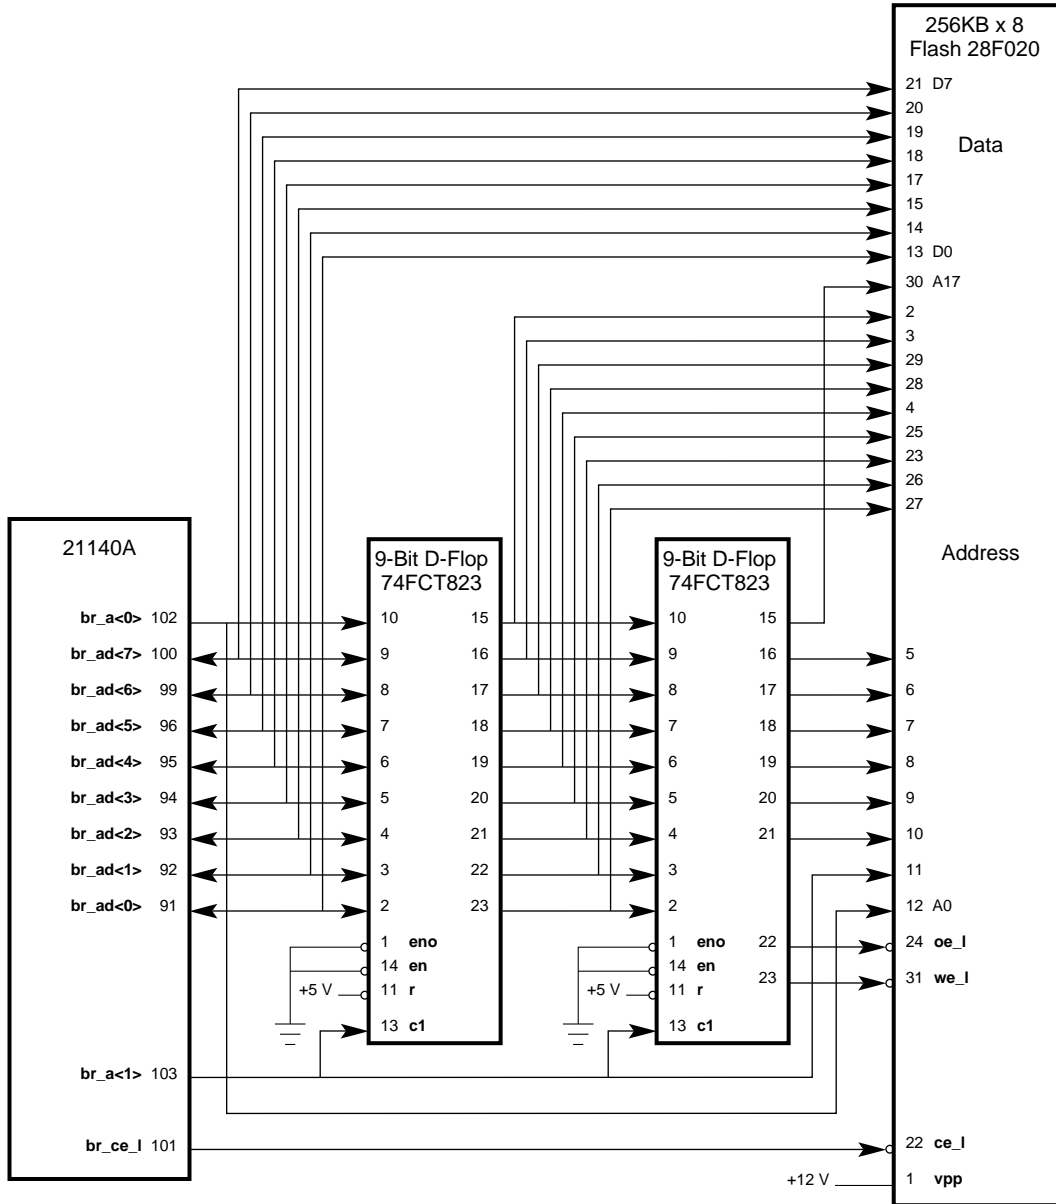 256KB x 8
Flash 28F020
21 D7
20
19
18
17
15
14
13 D0
Data
30 A17
2
3
29
28
4
25
23
26
27
Address
5
6
7
8
9
10
11
12 A0
24 oe_l
31 we_l
22 ce_l
1 vpp
+12 V
21140A
br_a<0> 102
br_ad<7> 100
br_ad<6> 99
br_ad<5> 96
br_ad<4> 95
br_ad<3> 94
br_ad<2> 93
br_ad<1> 92
br_ad<0> 91
br_a<1> 103
br_ce_l 101
9-Bit D-Flop
74FCT823
10 15
9 16
8 17
7 18
6 19
5 20
4 21
3 22
2 23
1 eno
14 en
+5 V 11 r
13 c1
9-Bit D-Flop
74FCT823
10 15
9 16
8 17
7 18
6 19
5 20
4 21
3
2
1 eno 22
14 en 23
+5 V 11 r
13 c1